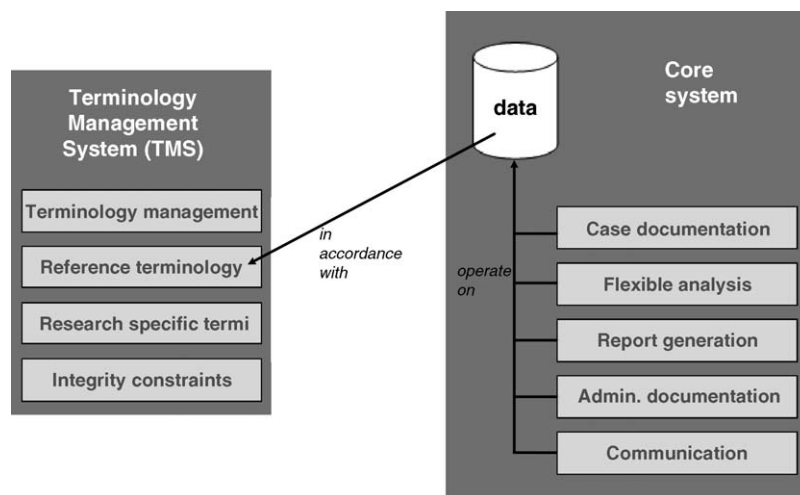 Terminology
Management
System (TMS)
Terminology management
Reference terminology
Research specific termi
Integrity constraints
in
accordance
with
data
Core
system
operate
on
Case documentation
Flexible analysis
Report generation
Admin. documentation
Communication